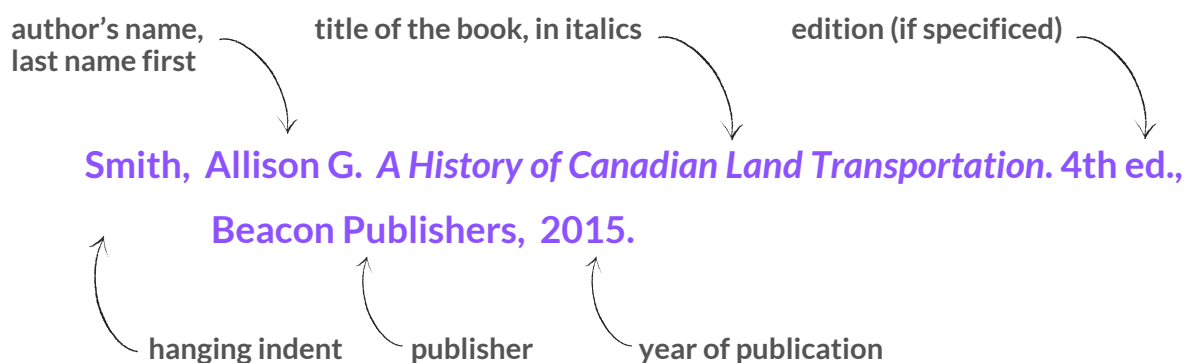 author's name,
last name first
title of the book, in italics
edition (if specificed)
Smith, Allison G. A History of Canadian Land Transportation. 4th ed.,
Beacon Publishers, 2015.
hanging indent
publisher
year of publication